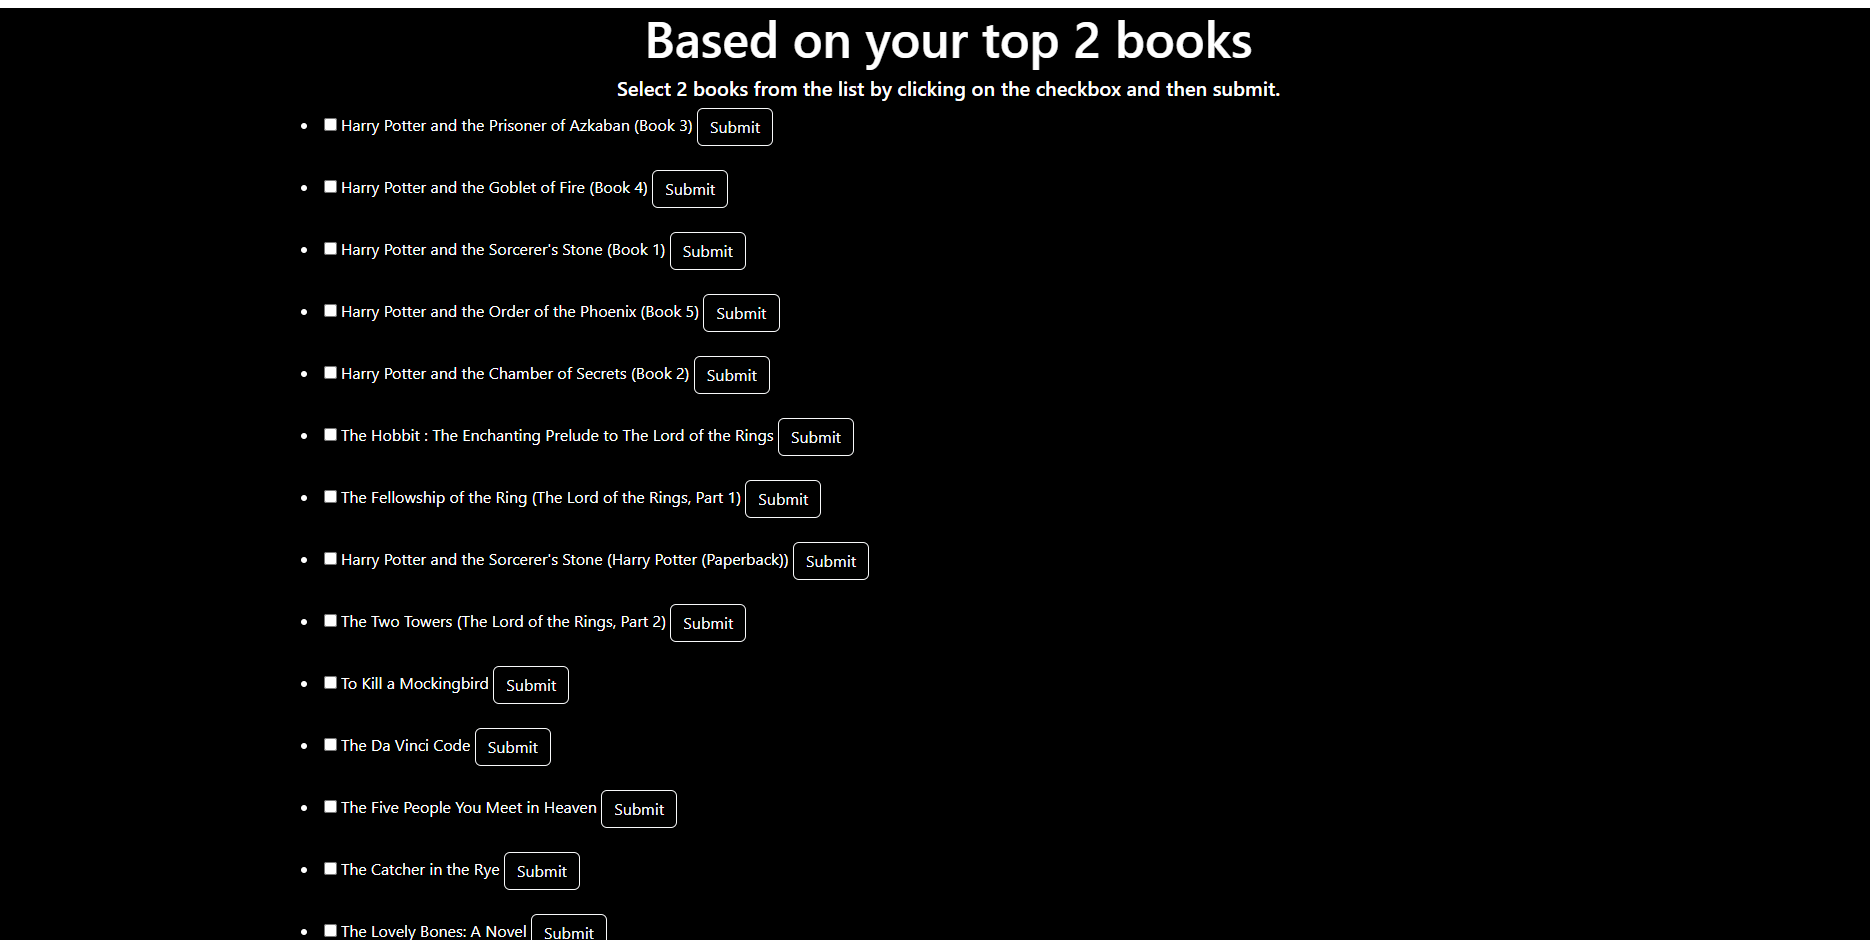 Based on your top 2 books
Select 2 books from the list by clicking on the checkbox and then submit.
Harry Potter and the Prisoner of Azkaban (Book 3) Submit
Harry Potter and the Goblet of Fire (Book 4) Submit
Harry Potter and the Sorcerer's Stone (Book 1) Submit
Harry Potter and the Order of the Phoenix (Book 5) Submit
Harry Potter and the Chamber of Secrets (Book 2) Submit
The Hobbit : The Enchanting Prelude to The Lord of the Rings Submit
The Fellowship of the Ring (The Lord of the Rings, Part 1) Submit
Harry Potter and the Sorcerer's Stone (Harry Potter (Paperback)) Submit
The Two Towers (The Lord of the Rings, Part 2) Submit
To Kill a Mockingbird Submit
The Da Vinci Code Submit
The Five People You Meet in Heaven Submit
The Catcher in the Rye Submit
The Lovely Bones: A Novel Submit